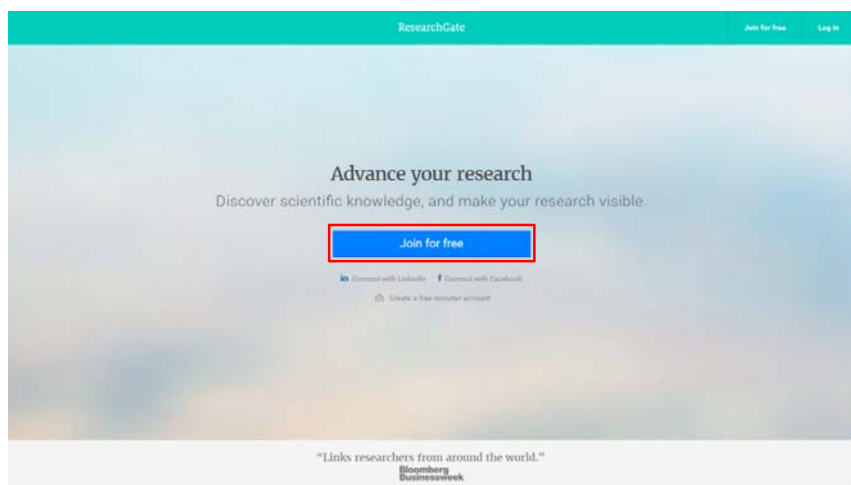 ResearchGate
Join for free
Log in
Advance your research
Discover scientific knowledge, and make your research visible.
Join for free
in Connect with LinkedIn f Connect with Facebook
Create a free recruiter account
“Links researchers from around the world.”
Bloomberg
Businessweek